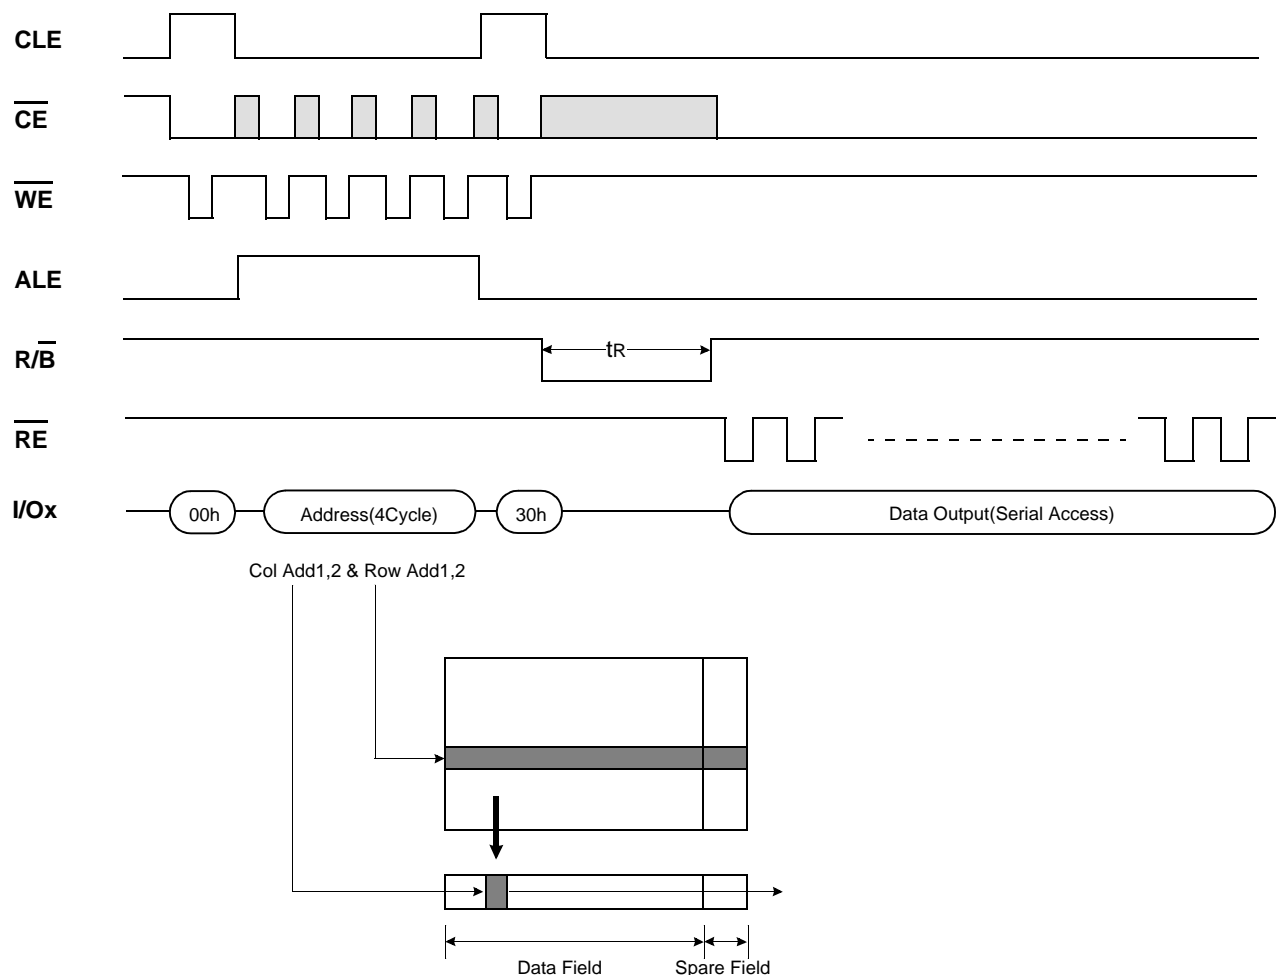 CLE
CE
WE
ALE
R/B
tR
RE
I/Ox
00h
Address(4Cycle)
30h
Data Output(Serial Access)
Col Add1,2 & Row Add1,2
Data Field
Spare Field